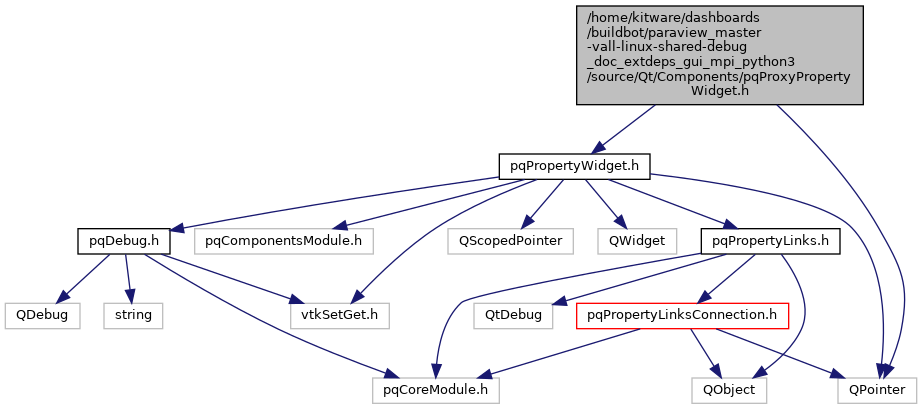 /home/kitware/dashboards
/buildbot/paraview_master
-vall-linux-shared-debug
_doc_extdeps_gui_mpi_python3
/source/Qt/Components/pqProxyProperty
Widget.h
pqPropertyWidget.h
pqDebug.h
pqComponentsModule.h
QScopedPointer
QWidget
pqPropertyLinks.h
QDebug
string
vtkSetGet.h
QtDebug
pqPropertyLinksConnection.h
pqCoreModule.h
QObject
QPointer